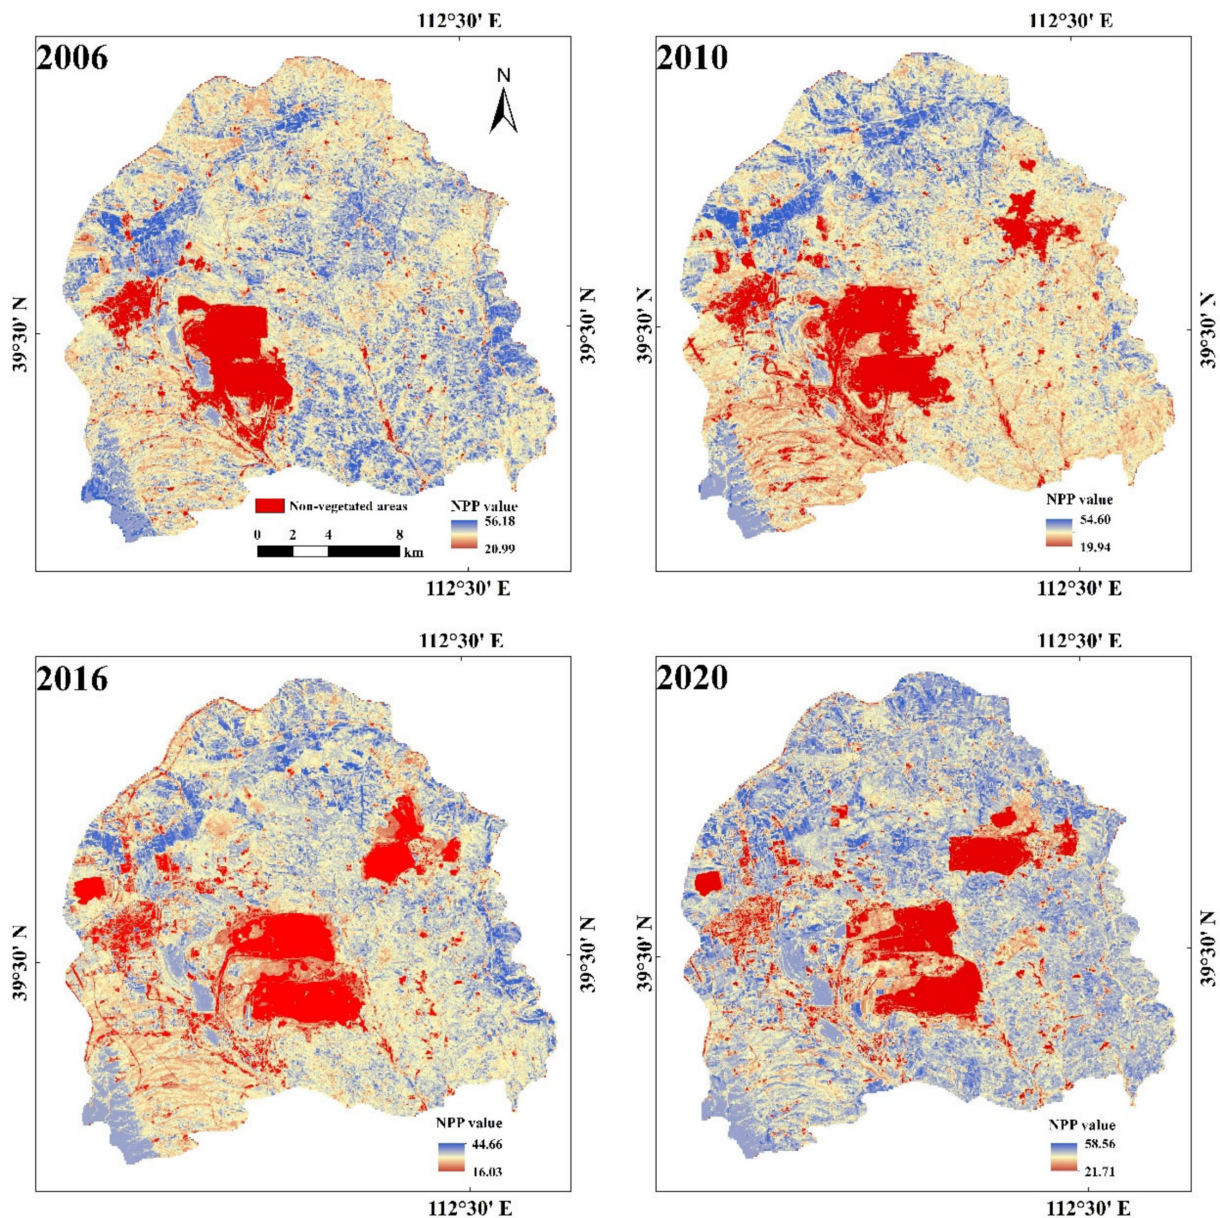 112°30' E
112°30' E
2006
N
2010
39°30' N
39°30' N
39°30' N
39°30' N
Non-vegetated areas
0 2 4 8
km
NPP value
56.18
20.99
NPP value
54.60
19.94
112°30' E
112°30' E
112°30' E
112°30' E
2016
2020
39°30' N
39°30' N
39°30' N
39°30' N
NPP value
44.66
16.03
NPP value
58.56
21.71
112°30' E
112°30' E